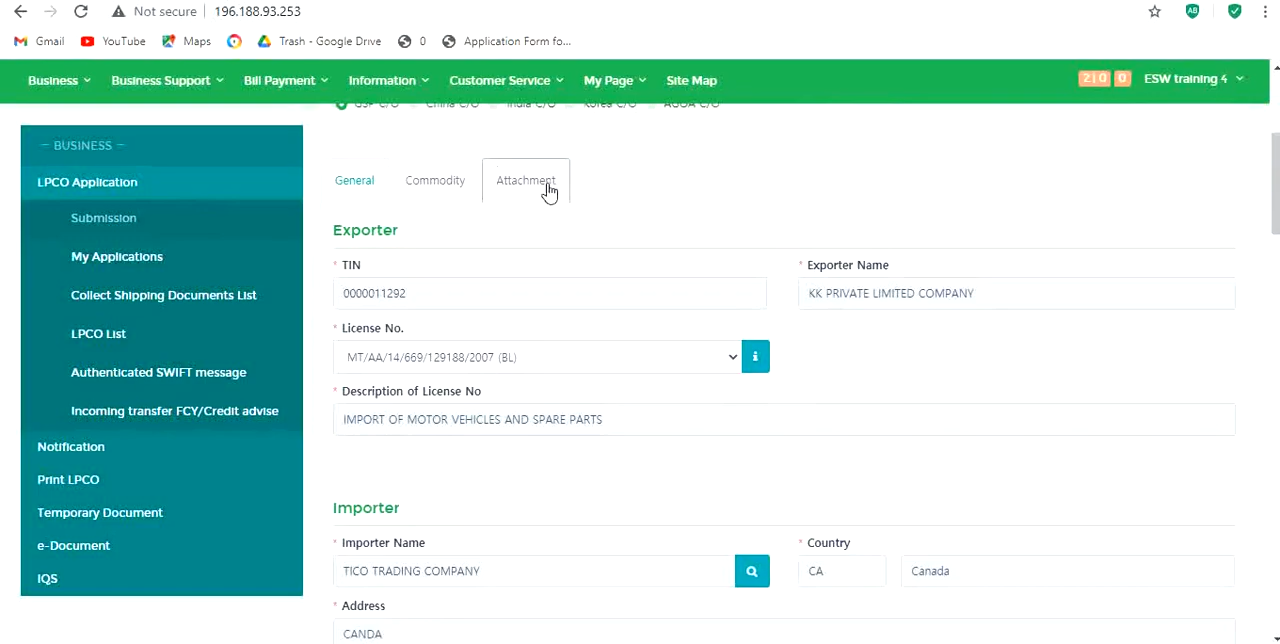 Not secure 196.188.93.253
Gmail YouTube Maps Trash - Google Drive 0 Application Form fo...
Business Business Support Bill Payment Information Customer Service My Page Site Map 2|0 0 ESW training 4
GSP C/O China C/O India C/O Korea C/O AGOA C/O
— BUSINESS —
LPCO Application
Submission
My Applications
Collect Shipping Documents List
LPCO List
Authenticated SWIFT message
Incoming transfer FCY/Credit advise
Notification
Print LPCO
Temporary Document
e-Document
IQS
General Commodity Attachment
Exporter
* TIN
0000011292
* Exporter Name
KK PRIVATE LIMITED COMPANY
* License No.
MT/AA/14/669/129188/2007 (BL)
* Description of License No
IMPORT OF MOTOR VEHICLES AND SPARE PARTS
Importer
* Importer Name
TICO TRADING COMPANY
* Country
CA Canada
* Address
CANDA